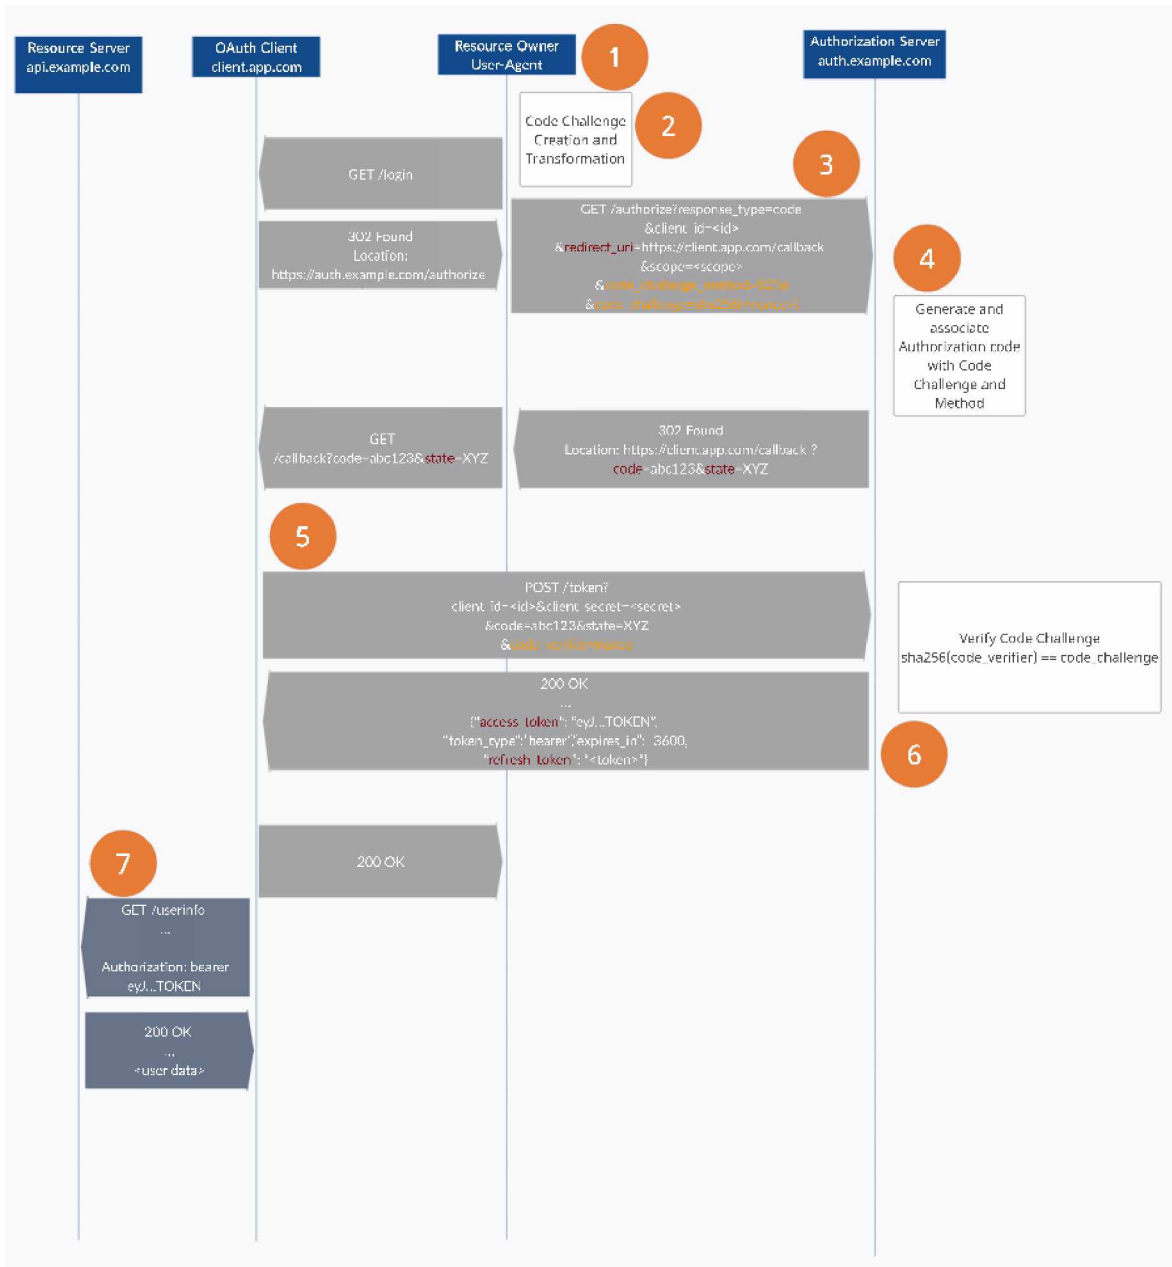 Resource Server
api.example.com
OAuth Client
client.app.com
Resource Owner
User-Agent
1
Authorization Server
auth.example.com
Code Challenge
Creation and
Transformation
2
3
GET /login
GET /authorize?response_type=code
&client_id=<id>
&redirect_uri=https://client.app.com/callback
&scope=<scope>
302 Found
Location:
https://auth.example.com/authorize
4
Generate and
associate
Authorization code
with Code
Challenge and
Method
GET
/callback?code=abc123&state=XYZ
302 Found
Location: https://client.app.com/callback ?
code=abc123&state=XYZ
5
POST /token?
client_id=<id>&client_secret=<secret>
&code=abc123&state=XYZ
Verify Code Challenge
sha256(code_verifier) == code_challenge
200 OK
...
{"access_token": "eyJ...TOKEN",
"token_type":"bearer","expires_in": 3600,
"refresh_token": "<token>"}
6
7
200 OK
GET /userinfo
...
Authorization: bearer
eyJ...TOKEN
200 OK
...
<user data>